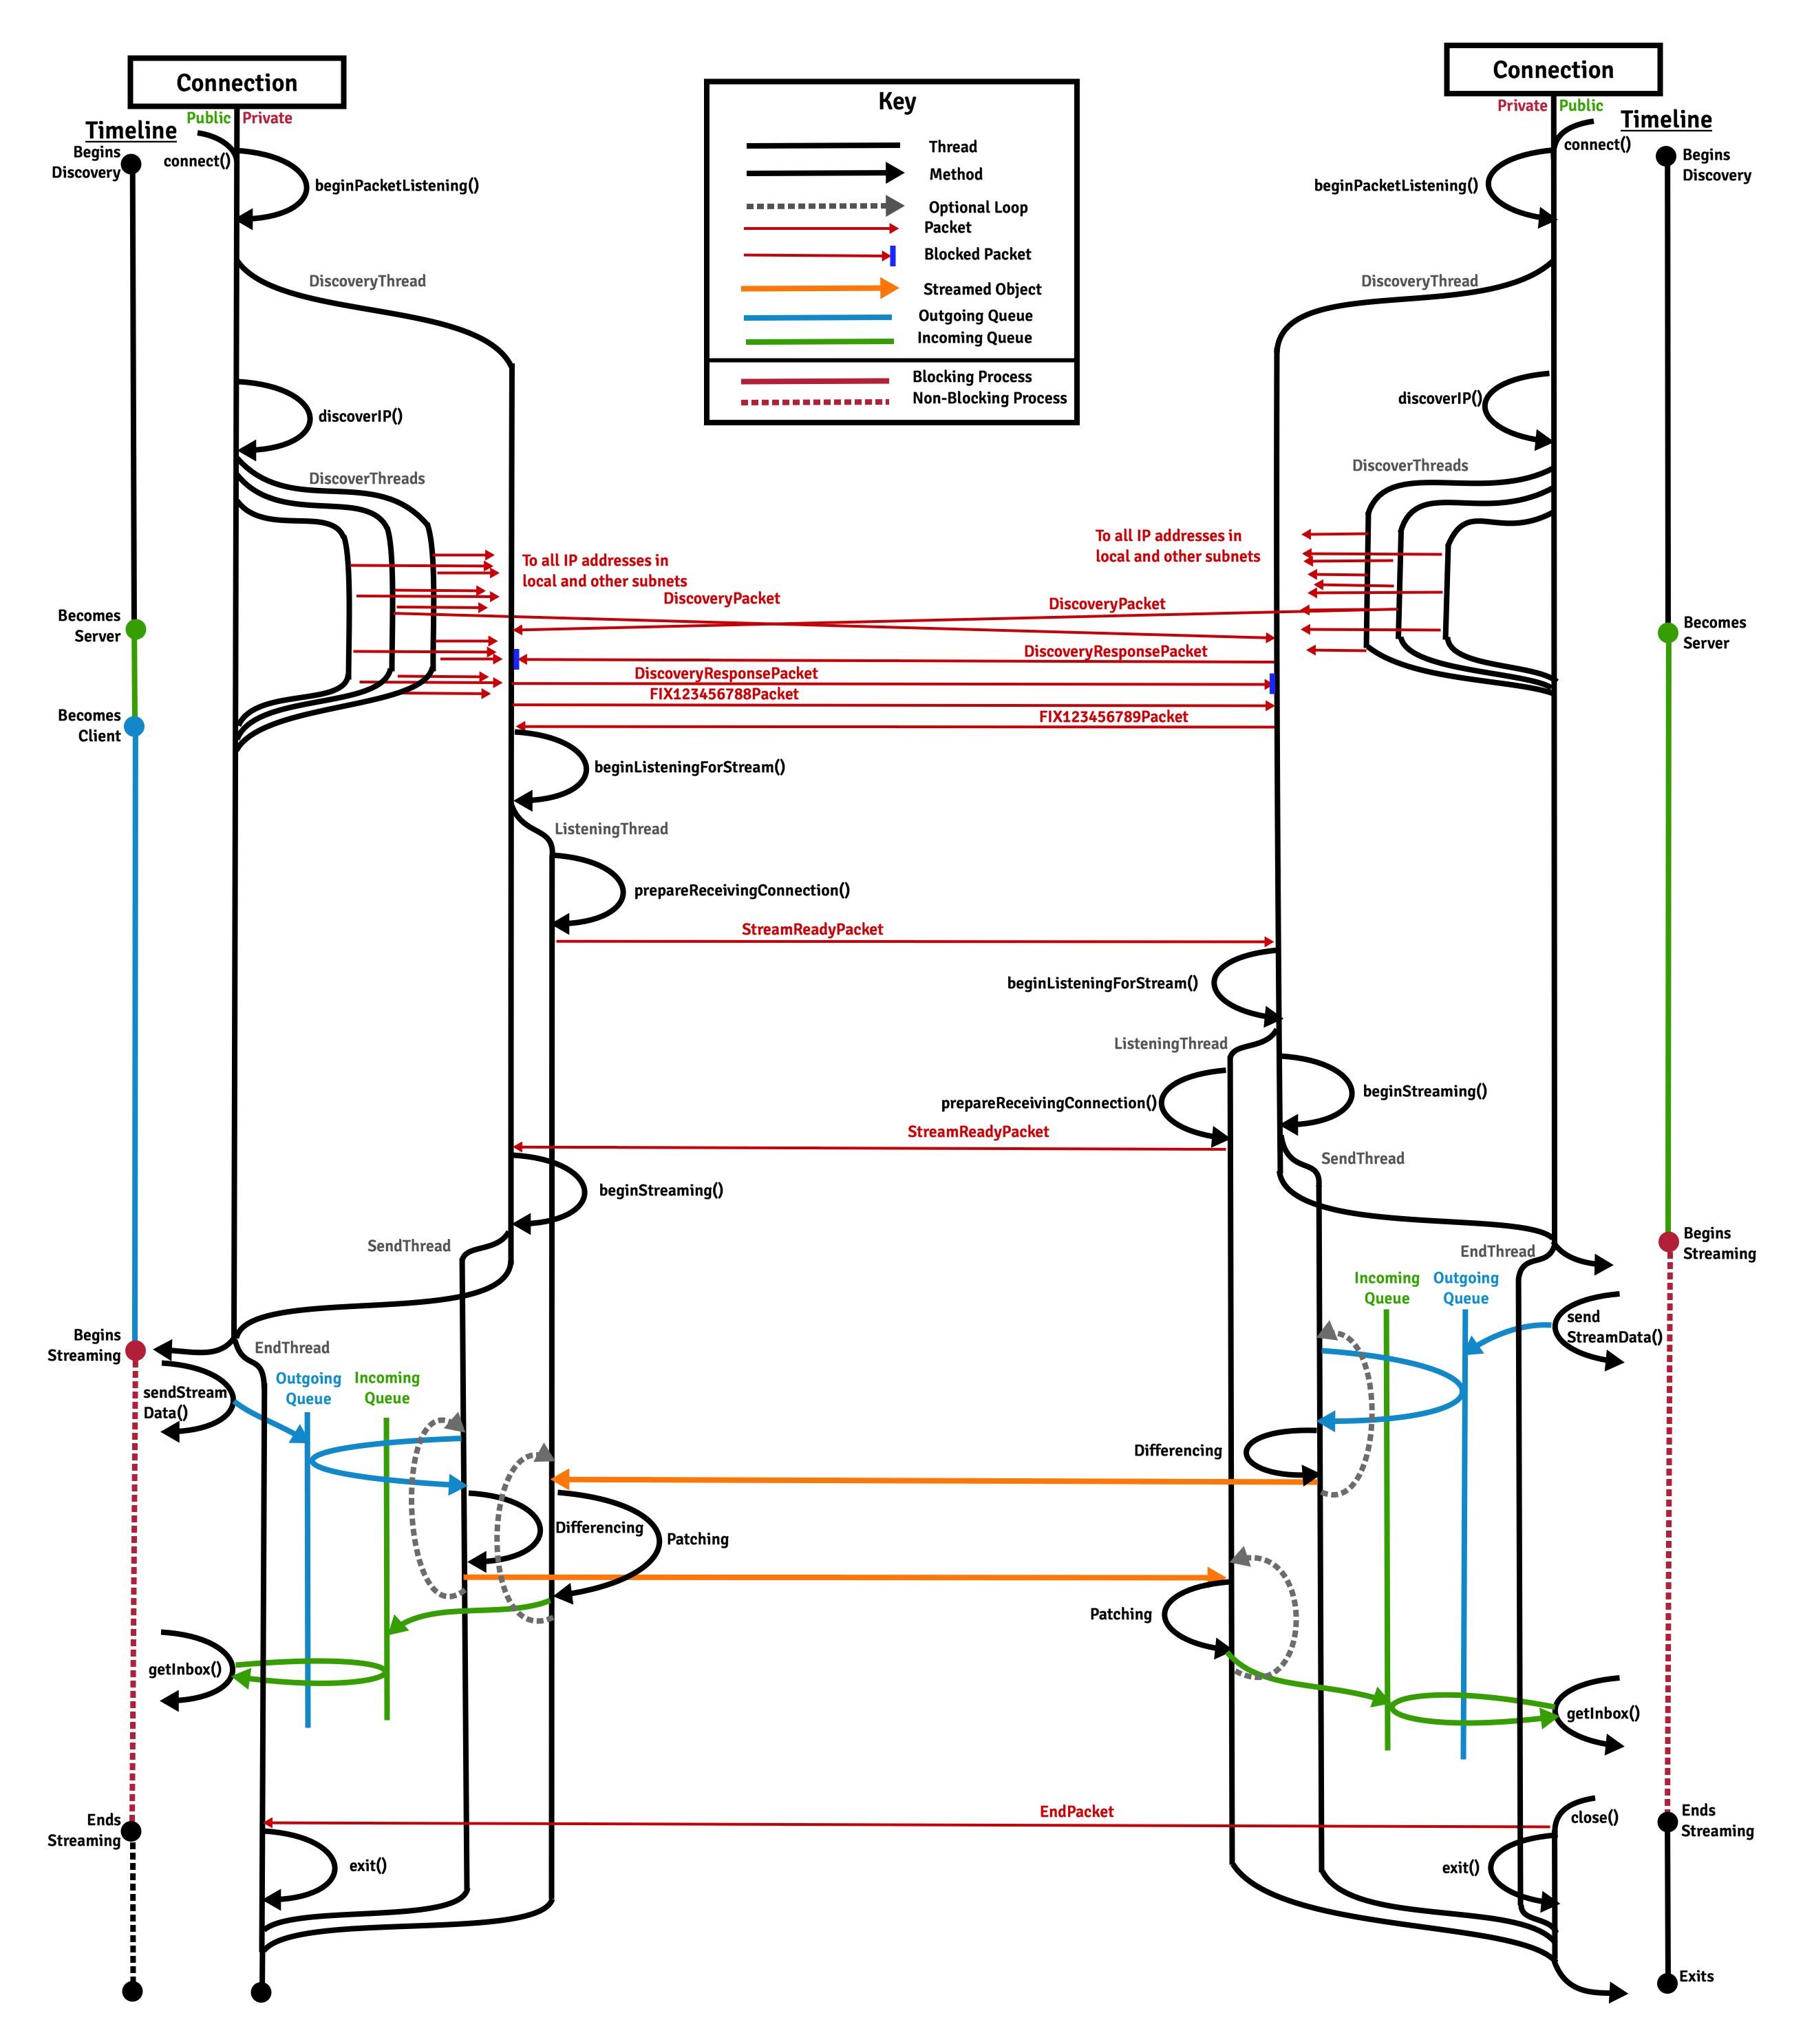 Connection
Connection
Public
Private
Private
Public
Timeline
Timeline
Key
Thread
Method
Optional Loop
Packet
Blocked Packet
Streamed Object
Outgoing Queue
Incoming Queue
Blocking Process
Non-Blocking Process
Begins
Discovery
connect()
beginPacketListening()
beginPacketListening()
connect()
Begins
Discovery
DiscoveryThread
DiscoveryThread
discoverIP()
discoverIP()
DiscoverThreads
DiscoverThreads
To all IP addresses in
local and other subnets
To all IP addresses in
local and other subnets
DiscoveryPacket
DiscoveryPacket
Becomes
Server
Becomes
Server
DiscoveryResponsePacket
DiscoveryResponsePacket
FIX123456788Packet
FIX123456789Packet
Becomes
Client
beginListeningForStream()
ListeningThread
prepareReceivingConnection()
StreamReadyPacket
beginListeningForStream()
ListeningThread
prepareReceivingConnection()
beginStreaming()
StreamReadyPacket
SendThread
beginStreaming()
SendThread
EndThread
Begins
Streaming
Incoming
Queue
Outgoing
Queue
send
StreamData()
Begins
Streaming
EndThread
sendStream
Data()
Outgoing
Queue
Incoming
Queue
Differencing
Differencing
Patching
Patching
getInbox()
getInbox()
EndPacket
Ends
Streaming
close()
Ends
Streaming
exit()
exit()
Exits